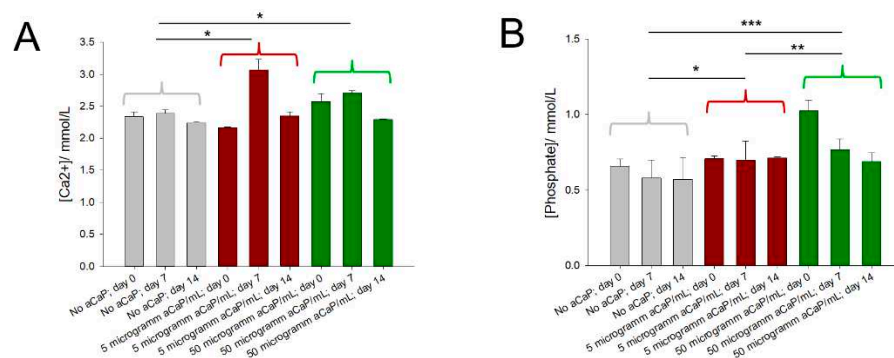 A
*
*
[Ca2+]/ mmol/L
3.5
3.0
2.5
2.0
1.5
1.0
0.5
0.0
No aCaP; day 0
No aCaP; day 7
No aCaP; day 14
5 microgramm aCaP/mL; day 0
5 microgramm aCaP/mL; day 7
5 microgramm aCaP/mL; day 14
50 microgramm aCaP/mL; day 0
50 microgramm aCaP/mL; day 7
50 microgramm aCaP/mL; day 14
B
***
**
*
[Phosphate]/ mmol/L
1.5
1.0
0.5
0.0
No aCaP; day 0
No aCaP; day 7
No aCaP; day 14
5 microgramm aCaP/mL; day 0
5 microgramm aCaP/mL; day 7
5 microgramm aCaP/mL; day 14
50 microgramm aCaP/mL; day 0
50 microgramm aCaP/mL; day 7
50 microgramm aCaP/mL; day 14